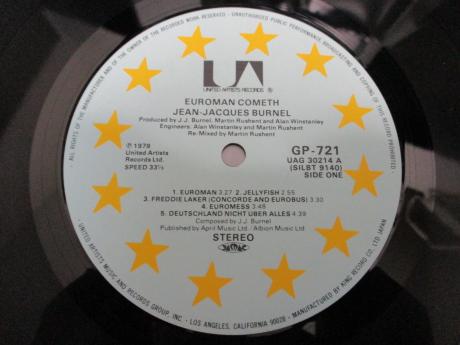 ALL RIGHTS OF THE MANUFACTURER AND OF THE OWNER OF THE RECORDED WORK RESERVED - UNAUTHORISED PUBLIC PERFORMANCE, BROADCASTING AND COPYING OF THIS RECORD PROHIBITED
UA
UNITED ARTISTS RECORDS ®
EUROMAN COMETH
JEAN-JACQUES BURNEL
Produced by J.J. Burnel, Martin Rushent and Alan Winstanley
Engineers. Alan Winstanley and Martin Rushent
Re-Mixed by Martin Rushent
℗ 1979
United Artists
Records Ltd.
SPEED 33⅓
GP-721
UAG 30214 A
(SILBT 9140)
SIDE ONE
1. EUROMAN 3.27 2. JELLYFISH 2.55
3. FREDDIE LAKER (CONCORDE AND EUROBUS) 3.30
4. EUROMESS 3.48
5. DEUTSCHLAND NICHT UBER ALLES 4.39
Composed by J.J. Burnel
Published by April Music Ltd./Albion Music Ltd
STEREO
JASRAC
· UNITED ARTISTS MUSIC AND RECORDS GROUP, INC. · LOS ANGELES, CALIFORNIA 90028 · MANUFACTURED BY KING RECORD CO. LTD, JAPAN ·